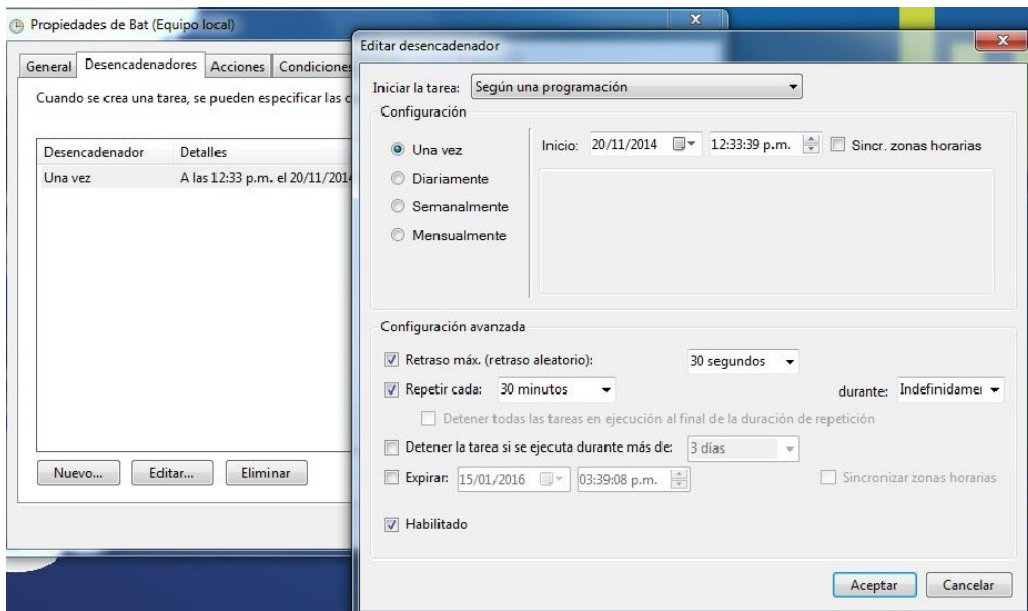 Propiedades de Bat (Equipo local)
General Desencadenadores Acciones Condiciones
Cuando se crea una tarea, se pueden especificar las
Desencadenador Detalles
Una vez A las 12:33 p.m. el 20/11/2014
Nuevo... Editar... Eliminar
Editar desencadenador
Iniciar la tarea: Según una programación
Configuración
Una vez
Diariamente
Semanalmente
Mensualmente
Inicio: 20/11/2014 12:33:39 p.m. Sincr. zonas horarias
Configuración avanzada
Retraso máx. (retraso aleatorio): 30 segundos
Repetir cada: 30 minutos durante: Indefinidamei
Detener todas las tareas en ejecución al final de la duración de repetición
Detener la tarea si se ejecuta durante más de: 3 días
Expirar: 15/01/2016 03:39:08 p.m. Sincronizar zonas horarias
Habilitado
Aceptar Cancelar